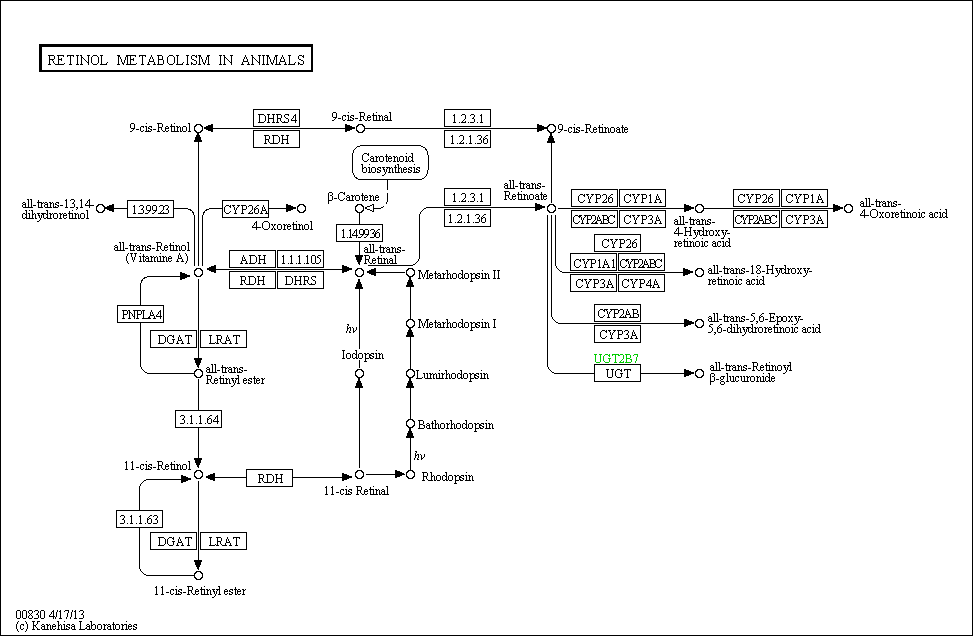 RETINOL METABOLISM IN ANIMALS
9-cis-Retinol
DHRS4
RDH
9-cis-Retinal
1.2.3.1
1.2.1.36
9-cis-Retinoate
Carotenoid
biosynthesis
all-trans-13,14-
dihydroretinol
1.3.99.23
CYP26A
4-Oxoretinol
β-Carotene
1.14.99.36
1.2.3.1
1.2.1.36
all-trans-
Retinoate
CYP26
CYP1A
CYP2ABC
CYP3A
all-trans-
4-Hydroxy-
retinoic acid
CYP26
CYP1A
CYP2ABC
CYP3A
all-trans-
4-Oxoretinoic acid
all-trans-Retinol
(Vitamine A)
ADH
1.1.1.105
RDH
DHRS
all-trans-
Retinal
Metarhodopsin II
CYP26
CYP1A1
CYP2ABC
CYP3A
CYP4A
all-trans-18-Hydroxy-
retinoic acid
PNPLA4
DGAT
LRAT
hν
Metarhodopsin I
CYP2AB
CYP3A
all-trans-5,6-Epoxy-
5,6-dihydroretinoic acid
Iodopsin
all-trans-
Retinyl ester
Lumirhodopsin
UGT2B7
UGT
all-trans-Retinoyl
β-glucuronide
3.1.1.64
Bathorhodopsin
hν
11-cis-Retinol
RDH
11-cis Retinal
Rhodopsin
3.1.1.63
DGAT
LRAT
11-cis-Retinyl ester
00830 4/17/13
(c) Kanehisa Laboratories